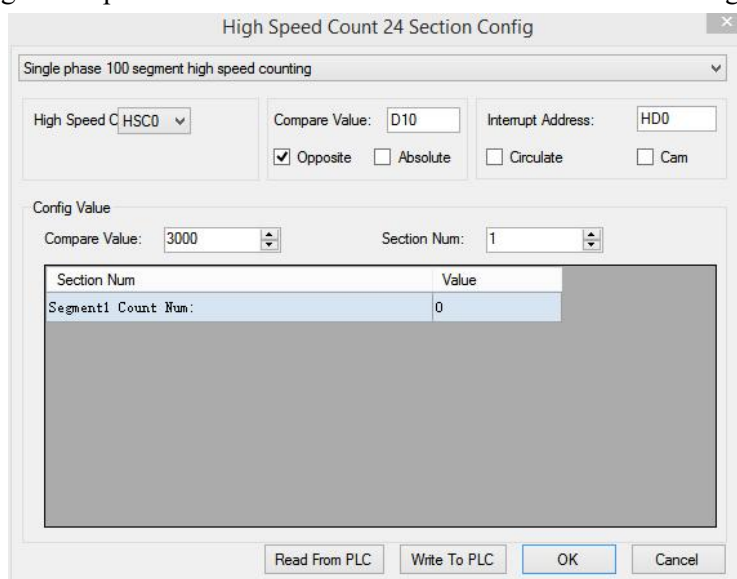 High Speed Count 24 Section Config
Single phase 100 segment high speed counting
High Speed C HSC0
Compare Value: D10
Interrupt Address: HD0
Opposite Absolute
Circulate Cam
Config Value
Compare Value: 3000
Section Num: 1
Section Num Value
Segment1 Count Num: 0
Read From PLC Write To PLC OK Cancel